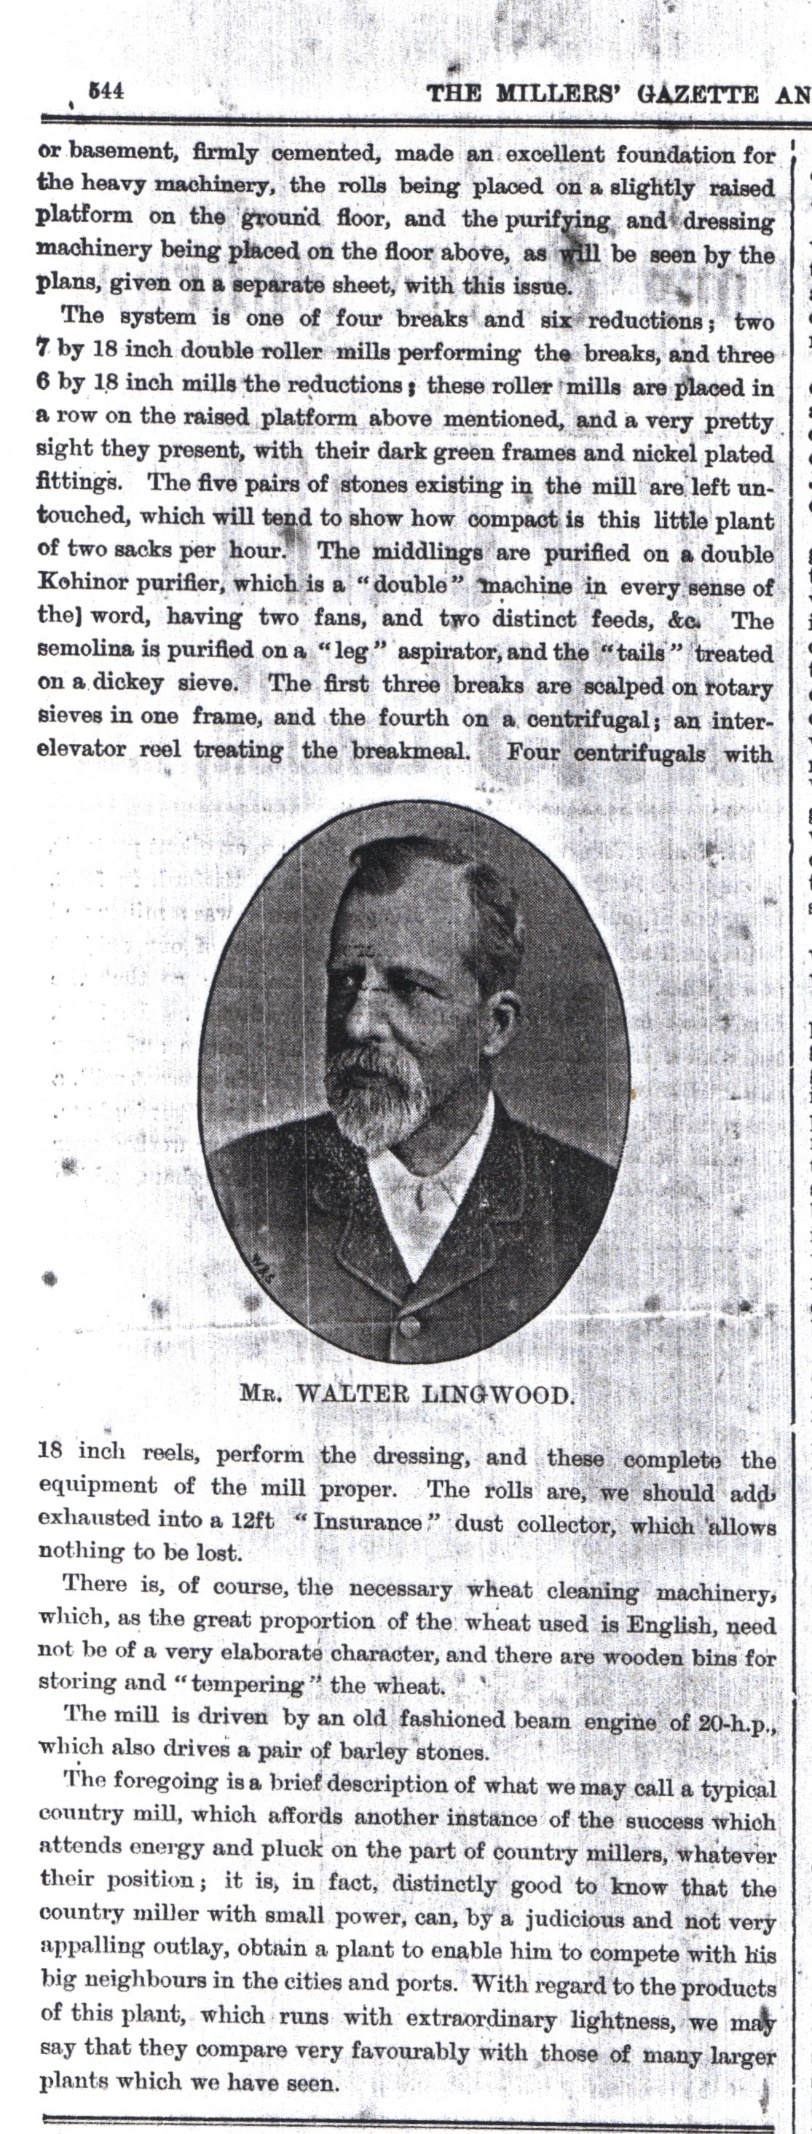 544
THE MILLERS' GAZETTE AN
or basement, firmly cemented, made an excellent foundation for
the heavy machinery, the rolls being placed on a slightly raised
platform on the ground floor, and the purifying and dressing
machinery being placed on the floor above, as will be seen by the
plans, given on a separate sheet, with this issue.
The system is one of four breaks and six reductions; two
7 by 18 inch double roller mills performing the breaks, and three
6 by 18 inch mills the reductions; these roller mills are placed in
a row on the raised platform above mentioned, and a very pretty
sight they present, with their dark green frames and nickel plated
fittings. The five pairs of stones existing in the mill are left un-
touched, which will tend to show how compact is this little plant
of two sacks per hour. The middlings are purified on a double
Kohinor purifier, which is a "double" machine in every sense of
the] word, having two fans, and two distinct feeds, &c. The
semolina is purified on a "leg" aspirator, and the "tails" treated
on a dickey sieve. The first three breaks are scalped on rotary
sieves in one frame, and the fourth on a centrifugal; an inter-
elevator reel treating the breakmeal. Four centrifugals with
MR. WALTER LINGWOOD.
18 inch reels, perform the dressing, and these complete the
equipment of the mill proper. The rolls are, we should add,
exhausted into a 12ft "Insurance" dust collector, which allows
nothing to be lost.
There is, of course, the necessary wheat cleaning machinery,
which, as the great proportion of the wheat used is English, need
not be of a very elaborate character, and there are wooden bins for
storing and "tempering" the wheat.
The mill is driven by an old fashioned beam engine of 20-h.p.,
which also drives a pair of barley stones.
The foregoing is a brief description of what we may call a typical
country mill, which affords another instance of the success which
attends energy and pluck on the part of country millers, whatever
their position; it is, in fact, distinctly good to know that the
country miller with small power, can, by a judicious and not very
appalling outlay, obtain a plant to enable him to compete with his
big neighbours in the cities and ports. With regard to the products
of this plant, which runs with extraordinary lightness, we may
say that they compare very favourably with those of many larger
plants which we have seen.